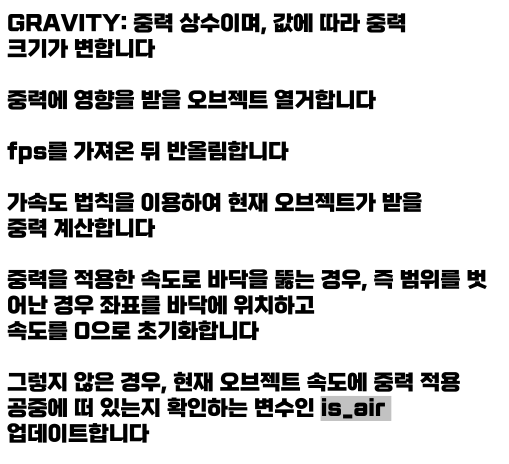 GRAVITY: 중력 상수이며, 값에 따라 중력
크기가 변합니다
중력에 영향을 받을 오브젝트 열거합니다
fps를 가져온 뒤 반올림합니다
가속도 법칙을 이용하여 현재 오브젝트가 받을
중력 계산합니다
중력을 적용한 속도로 바닥을 뚫는 경우, 즉 범위를 벗
어난 경우 좌표를 바닥에 위치하고
속도를 0으로 초기화합니다
그렇지 않은 경우, 현재 오브젝트 속도에 중력 적용
공중에 떠 있는지 확인하는 변수인 is_air
업데이트합니다